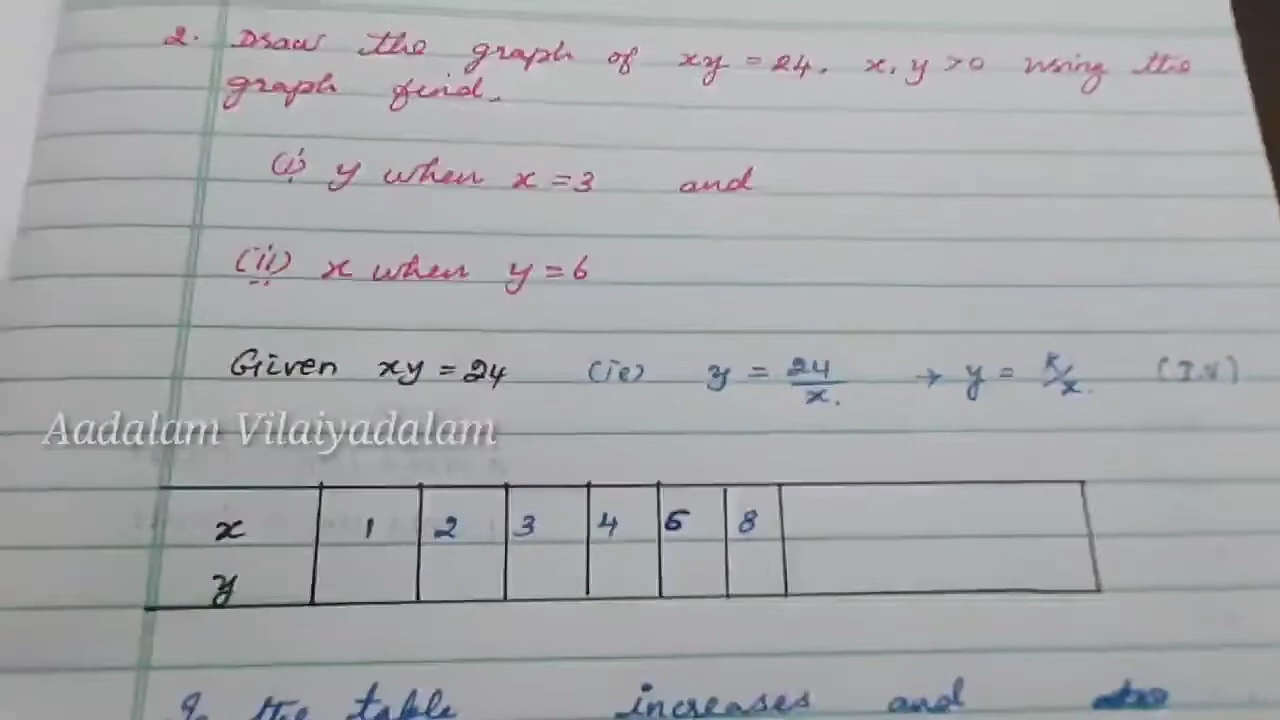 2. Draw the graph of xy = 24, x, y > 0 using the
graph find.
(i) y when x = 3 and
(ii) x when y = 6
Given xy = 24 (ie) y = 24/x. → y = k/x. (I.V)
Aadalam Vilaiyadalam
x 1 2 3 4 6 8
y
the table increases and